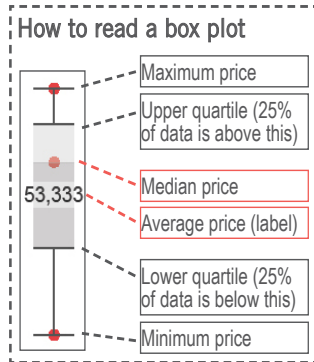 How to read a box plot
Maximum price
Upper quartile (25%
of data is above this)
Median price
53,333
Average price (label)
Lower quartile (25%
of data is below this)
Minimum price